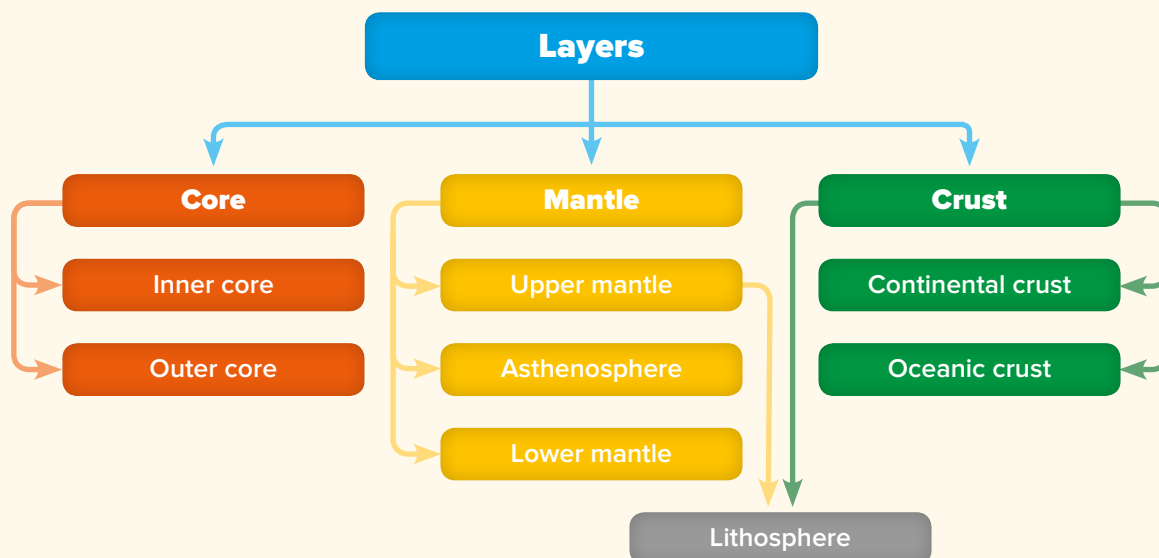 Layers
Core
Inner core
Outer core
Mantle
Upper mantle
Asthenosphere
Lower mantle
Crust
Continental crust
Oceanic crust
Lithosphere